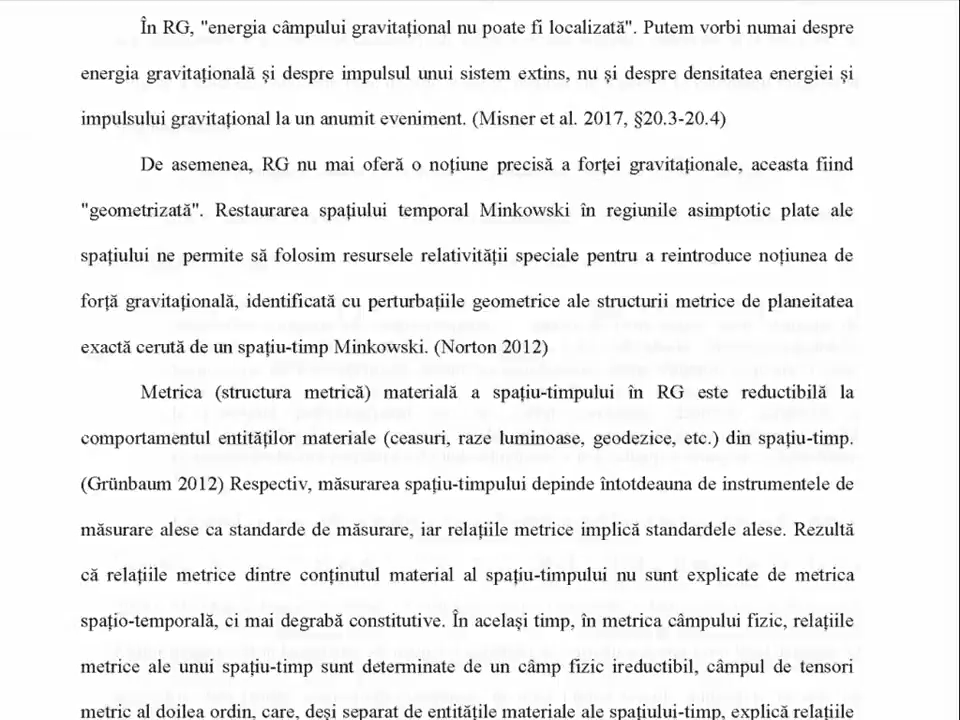 În RG, "energia câmpului gravitațional nu poate fi localizată". Putem vorbi numai despre
energia gravitațională și despre impulsul unui sistem extins, nu și despre densitatea energiei și
impulsului gravitațional la un anumit eveniment. (Misner et al. 2017, §20.3-20.4)
De asemenea, RG nu mai oferă o noțiune precisă a forței gravitaționale, aceasta fiind
"geometrizată". Restaurarea spațiului temporal Minkowski în regiunile asimptotic plate ale
spațiului ne permite să folosim resursele relativității speciale pentru a reintroduce noțiunea de
forță gravitațională, identificată cu perturbațiile geometrice ale structurii metrice de planeitatea
exactă cerută de un spațiu-timp Minkowski. (Norton 2012)
Metrica (structura metrică) materială a spațiu-timpului în RG este reductibilă la
comportamentul entităților materiale (ceasuri, raze luminoase, geodezice, etc.) din spațiu-timp.
(Grünbaum 2012) Respectiv, măsurarea spațiu-timpului depinde întotdeauna de instrumentele de
măsurare alese ca standarde de măsurare, iar relațiile metrice implică standardele alese. Rezultă
că relațiile metrice dintre conținutul material al spațiu-timpului nu sunt explicate de metrica
spațio-temporală, ci mai degrabă constitutive. În același timp, în metrica câmpului fizic, relațiile
metrice ale unui spațiu-timp sunt determinate de un câmp fizic ireductibil, câmpul de tensori
metric al doilea ordin, care, deși separat de entitățile materiale ale spațiului-timp, explică relațiile